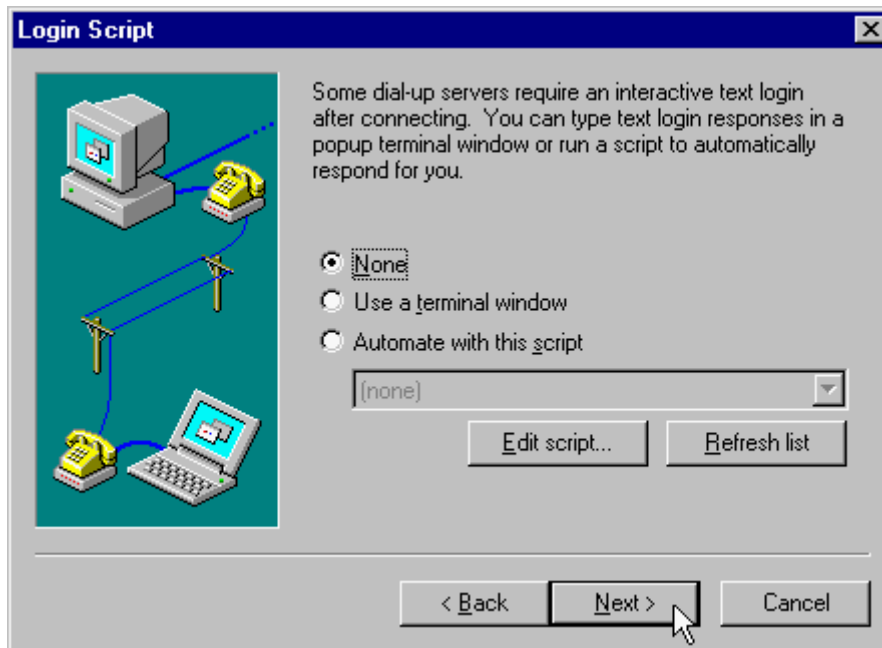 Login Script
Some dial-up servers require an interactive text login
after connecting.  You can type text login responses in a
popup terminal window or run a script to automatically
respond for you.
None
Use a terminal window
Automate with this script
(none)
Edit script...
Refresh list
< Back
Next >
Cancel